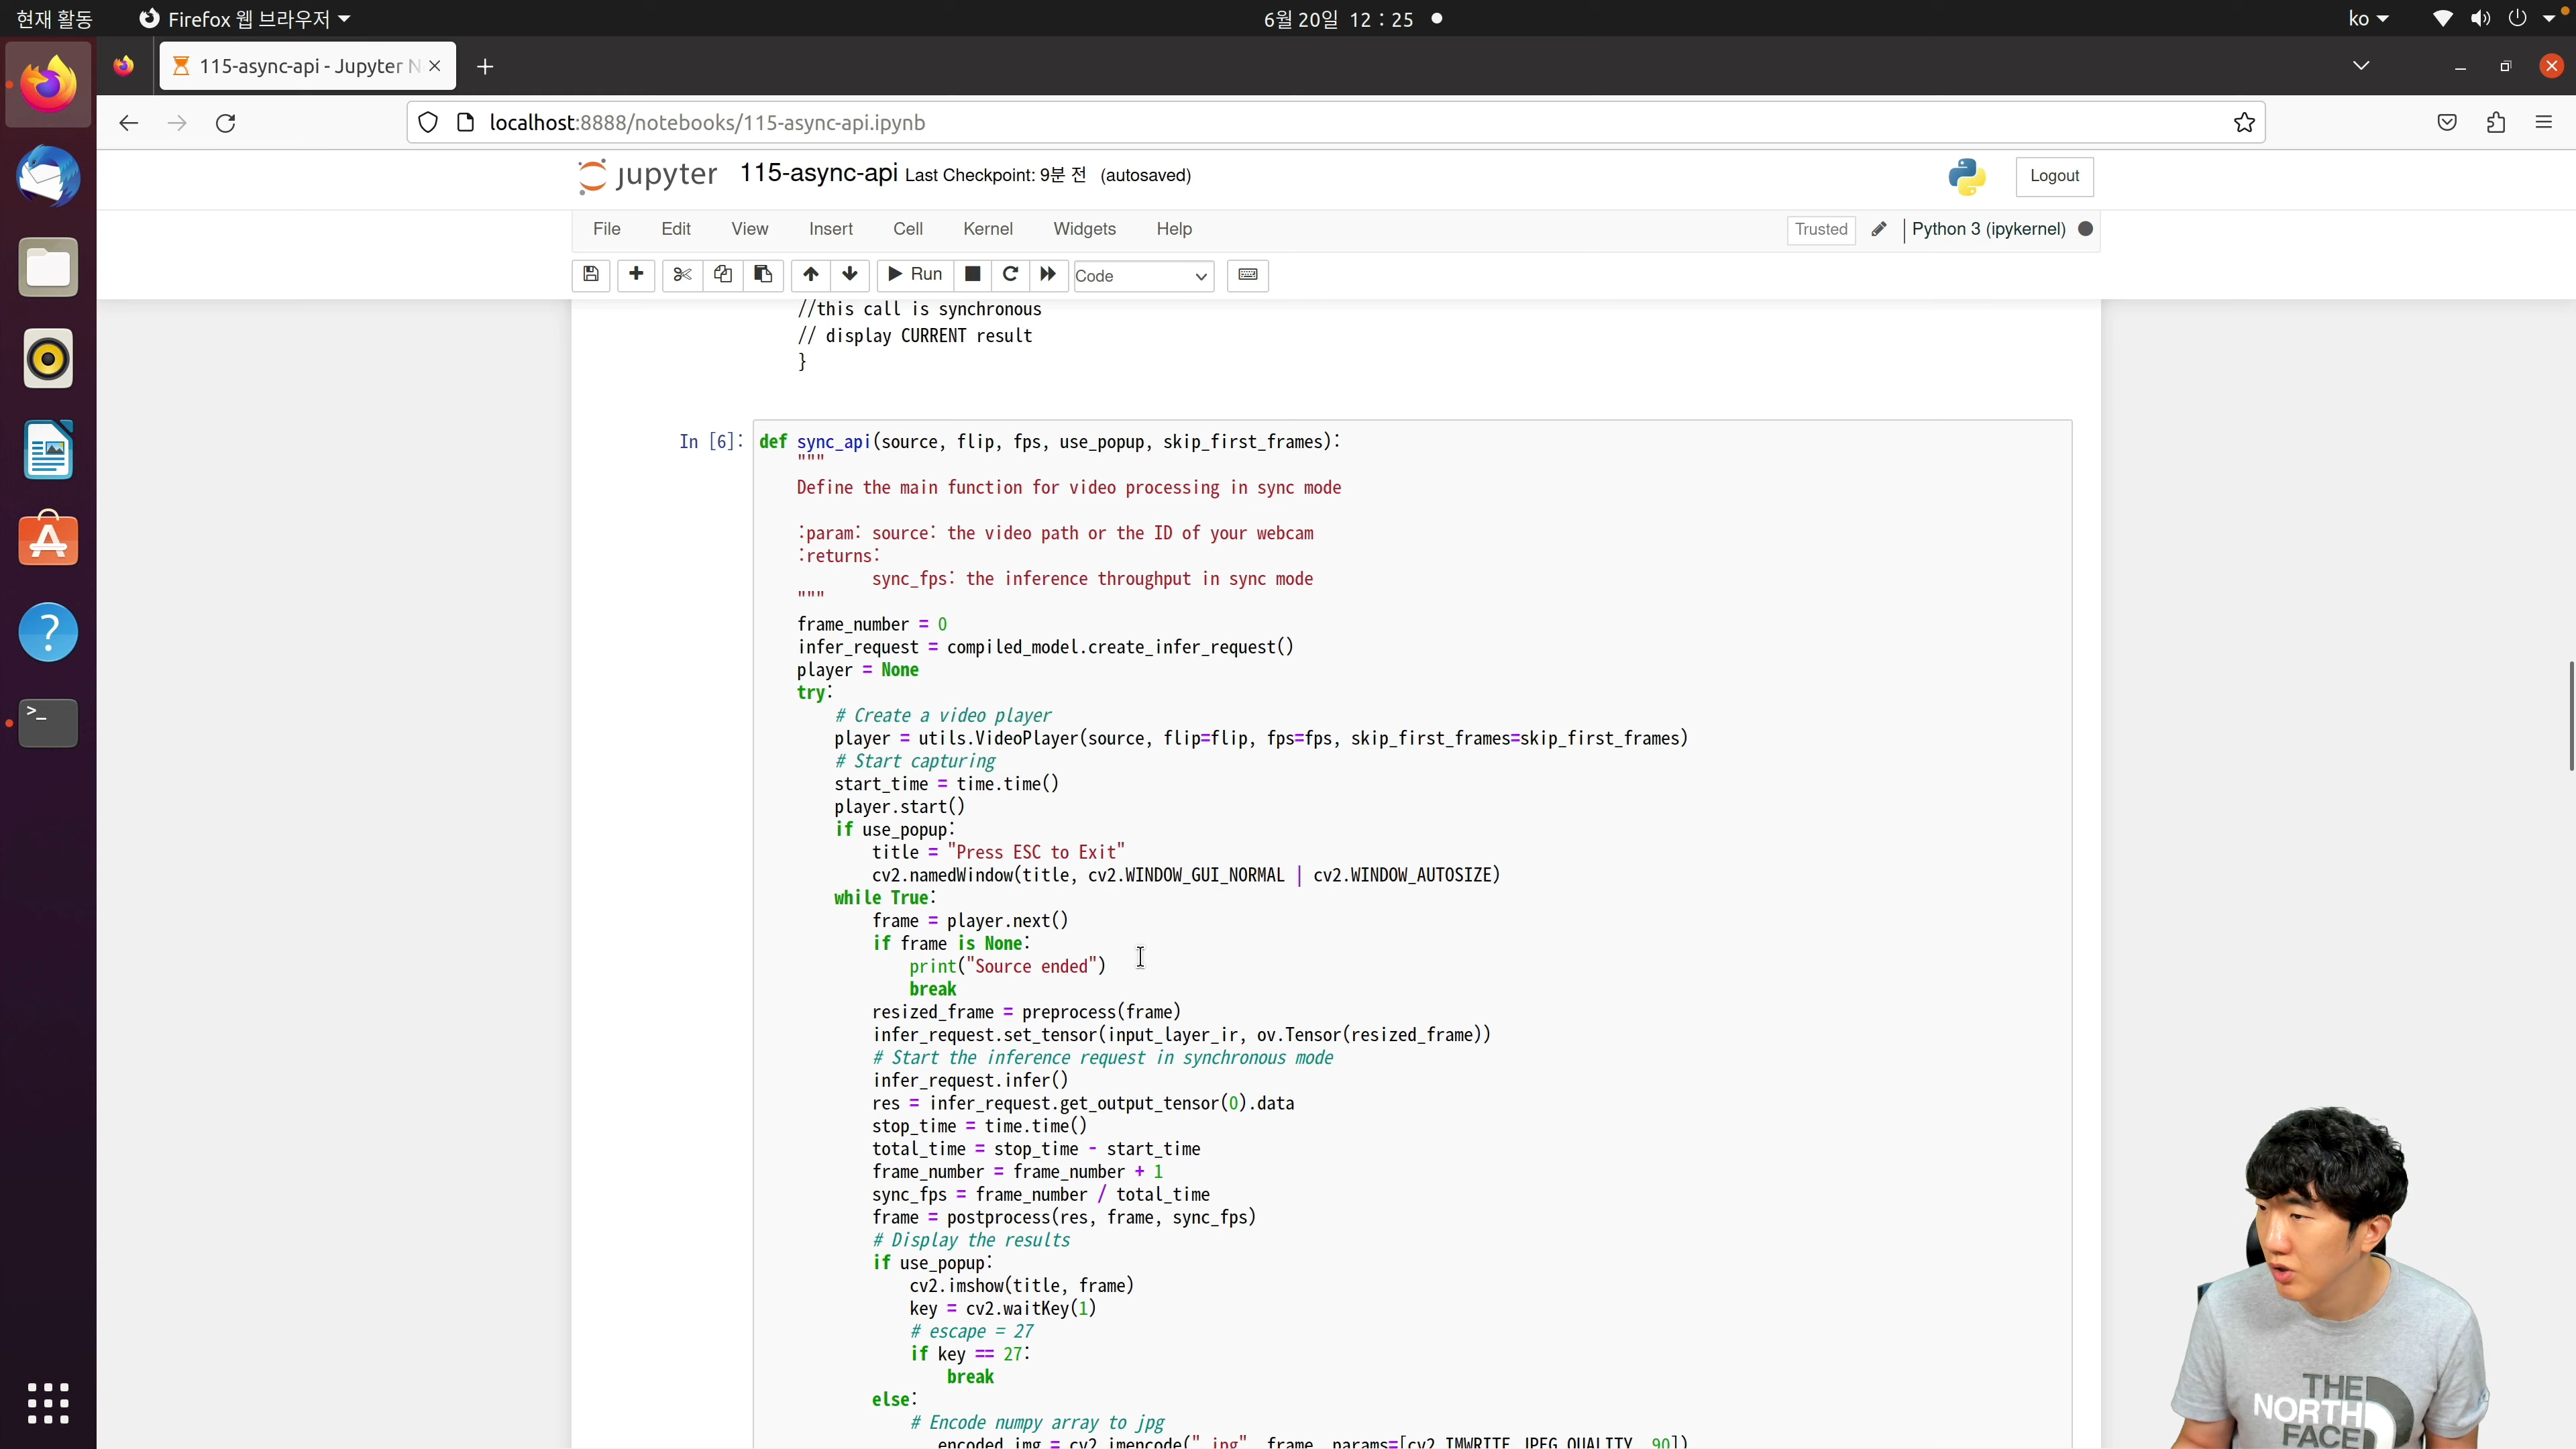 현재 활동
Firefox 웹 브라우저
6월 20일 12 : 25
ko
115-async-api - Jupyter N
localhost:8888/notebooks/115-async-api.ipynb
jupyter 115-async-api Last Checkpoint: 9분 전 (autosaved)
Logout
File Edit View Insert Cell Kernel Widgets Help
Trusted
Python 3 (ipykernel)
Run
Code
//this call is synchronous
// display CURRENT result
}
In [6]: def sync_api(source, flip, fps, use_popup, skip_first_frames):
"""
Define the main function for video processing in sync mode
:param: source: the video path or the ID of your webcam
:returns:
sync_fps: the inference throughput in sync mode
"""
frame_number = 0
infer_request = compiled_model.create_infer_request()
player = None
try:
# Create a video player
player = utils.VideoPlayer(source, flip=flip, fps=fps, skip_first_frames=skip_first_frames)
# Start capturing
start_time = time.time()
player.start()
if use_popup:
title = "Press ESC to Exit"
cv2.namedWindow(title, cv2.WINDOW_GUI_NORMAL | cv2.WINDOW_AUTOSIZE)
while True:
frame = player.next()
if frame is None:
print("Source ended")
break
resized_frame = preprocess(frame)
infer_request.set_tensor(input_layer_ir, ov.Tensor(resized_frame))
# Start the inference request in synchronous mode
infer_request.infer()
res = infer_request.get_output_tensor(0).data
stop_time = time.time()
total_time = stop_time - start_time
frame_number = frame_number + 1
sync_fps = frame_number / total_time
frame = postprocess(res, frame, sync_fps)
# Display the results
if use_popup:
cv2.imshow(title, frame)
key = cv2.waitKey(1)
# escape = 27
if key == 27:
break
else:
# Encode numpy array to jpg
encoded_img = cv2.imencode(".jpg", frame, params=[cv2.IMWRITE_JPEG_QUALITY, 90])
THE
NORTH
FACE